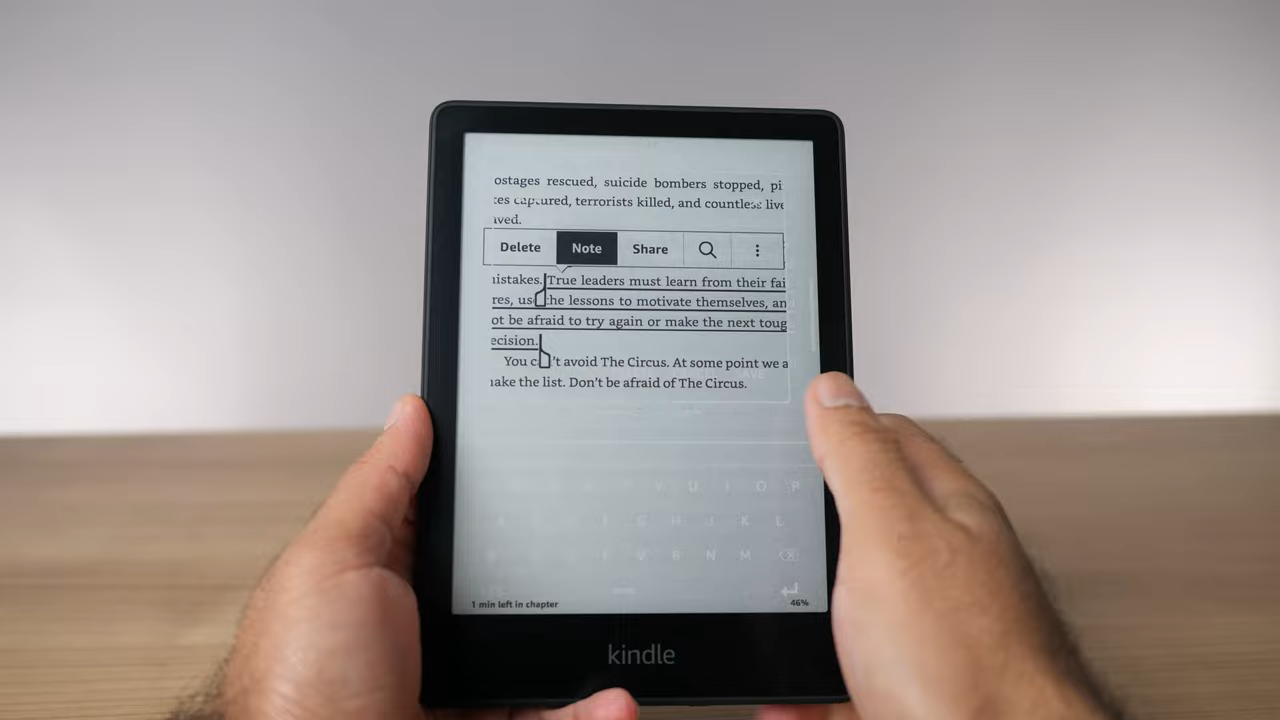 ostages rescued, suicide bombers stopped, pi
es captured, terrorists killed, and countless live
ved.
Delete Note Share
istakes. True leaders must learn from their fai
res, use the lessons to motivate themselves, an
ot be afraid to try again or make the next toug
ecision.
You c 't avoid The Circus. At some point we a
ake the list. Don't be afraid of The Circus.
Y U I O P
G H J K L
V B N M
1 min left in chapter 46%
kindle